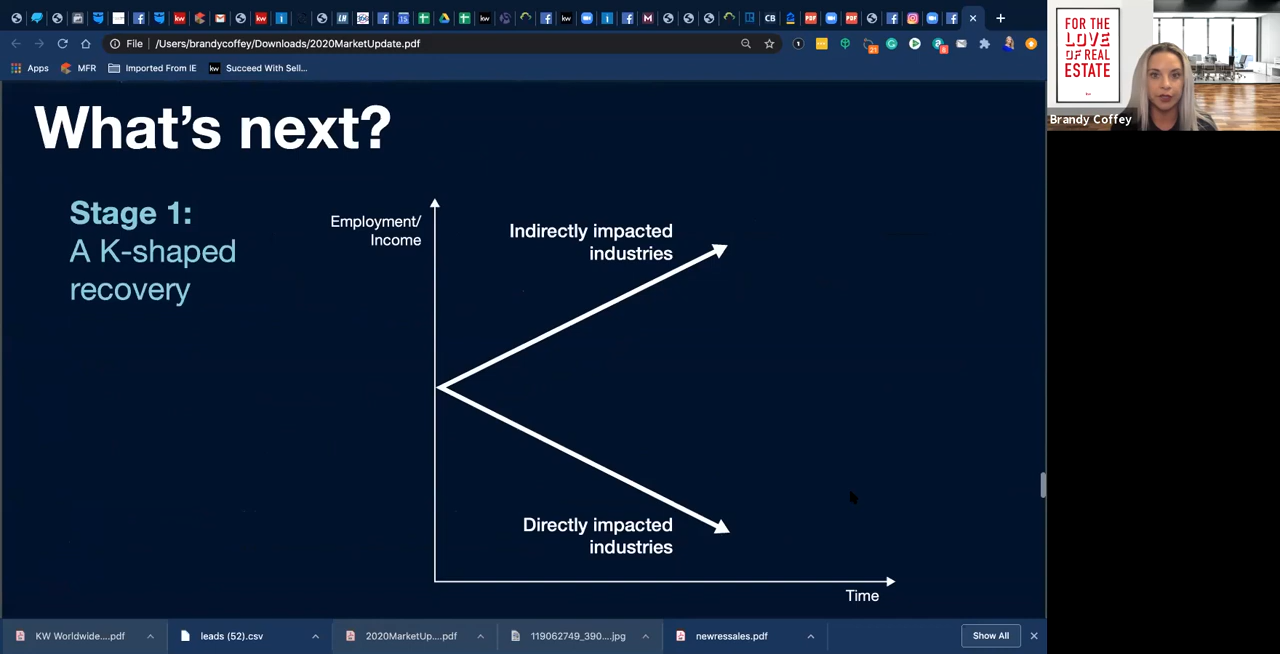 File
/Users/brandycoffey/Downloads/2020MarketUpdate.pdf
Apps
MFR
Imported From IE
kw
Succeed With Sell...
What's next?
Stage 1:
A K-shaped
recovery
Employment/
Income
Indirectly impacted
industries
Directly impacted
industries
Time
FOR THE
LOVE
OF REAL
ESTATE
Brandy Coffey
KW Worldwide....pdf
leads (52).csv
2020MarketUp....pdf
119062749_390....jpg
newressales.pdf
Show All